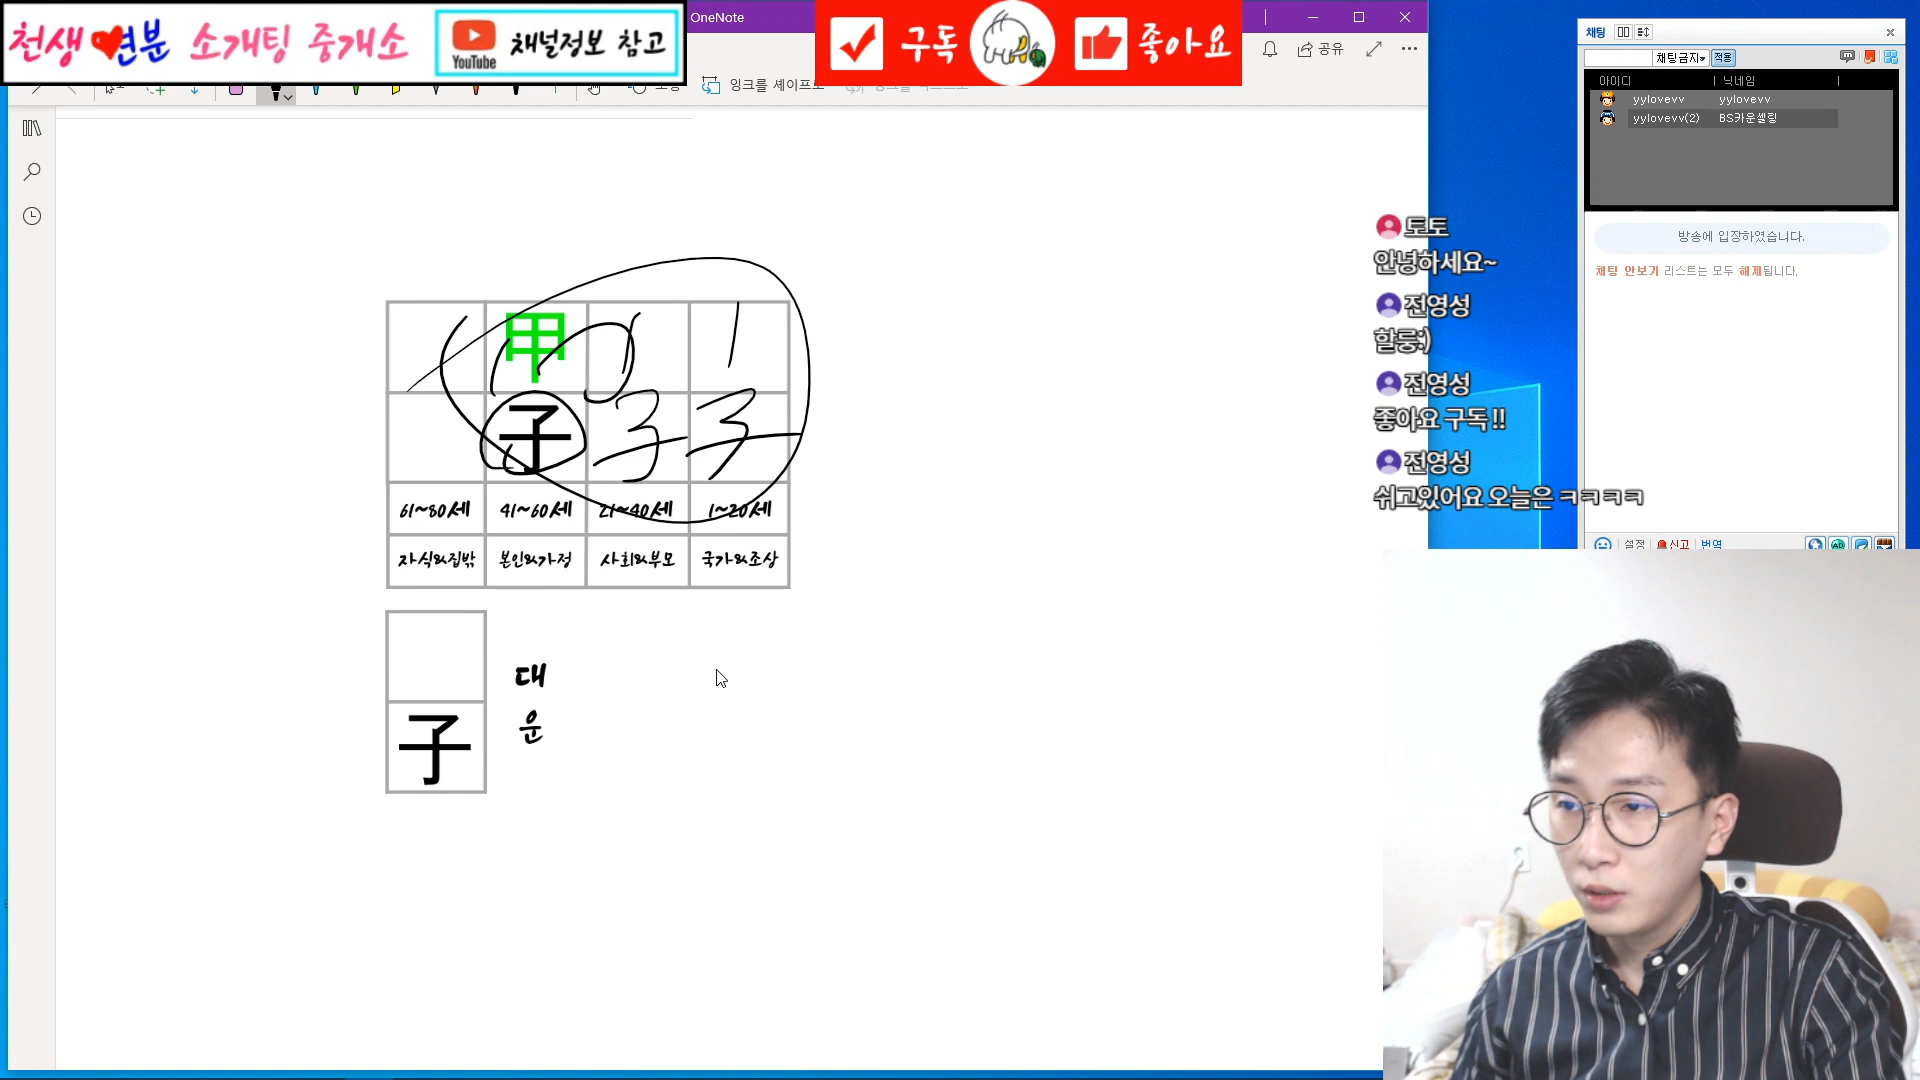 천생 연분 소개팅 중개소
YouTube 채널정보 참고
OneNote
구독 좋아요
공유
잉크를 셰이프로
甲
子 子 子
61~80세 41~60세 21~40세 1~20세
자식&집밖 본인&가정 사회&부모 국가&조상
대
운
子
채팅
채팅금지 적용
아이디 닉네임
yylovevv yylovevv
yylovevv(2) BS카운셀링
방송에 입장하였습니다.
채팅 안보기 리스트는 모두 해제됩니다.
토토
안녕하세요~
전영성
할룽:)
전영성
좋아요 구독 !!
전영성
쉬고있어요 오늘은 ㅋㅋㅋㅋ
설정 신고 번역